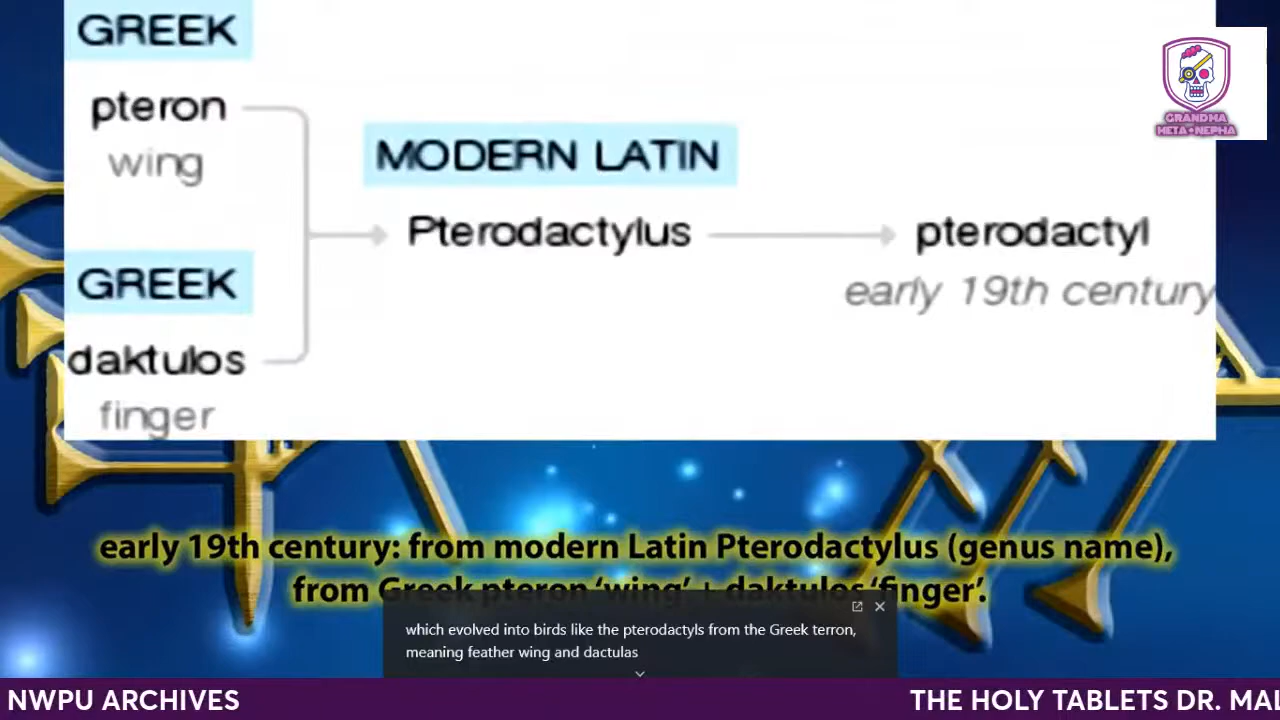 GREEK
pteron
wing
MODERN LATIN
Pterodactylus
pterodactyl
early 19th century
GREEK
daktulos
finger
GRANDHA
HETA•NEPHA
early 19th century: from modern Latin Pterodactylus (genus name),
from Greek pteron ‘wing’ + daktulos ‘finger’.
which evolved into birds like the pterodactyls from the Greek terron,
meaning feather wing and dactulas
NWPU ARCHIVES
THE HOLY TABLETS DR. MAL